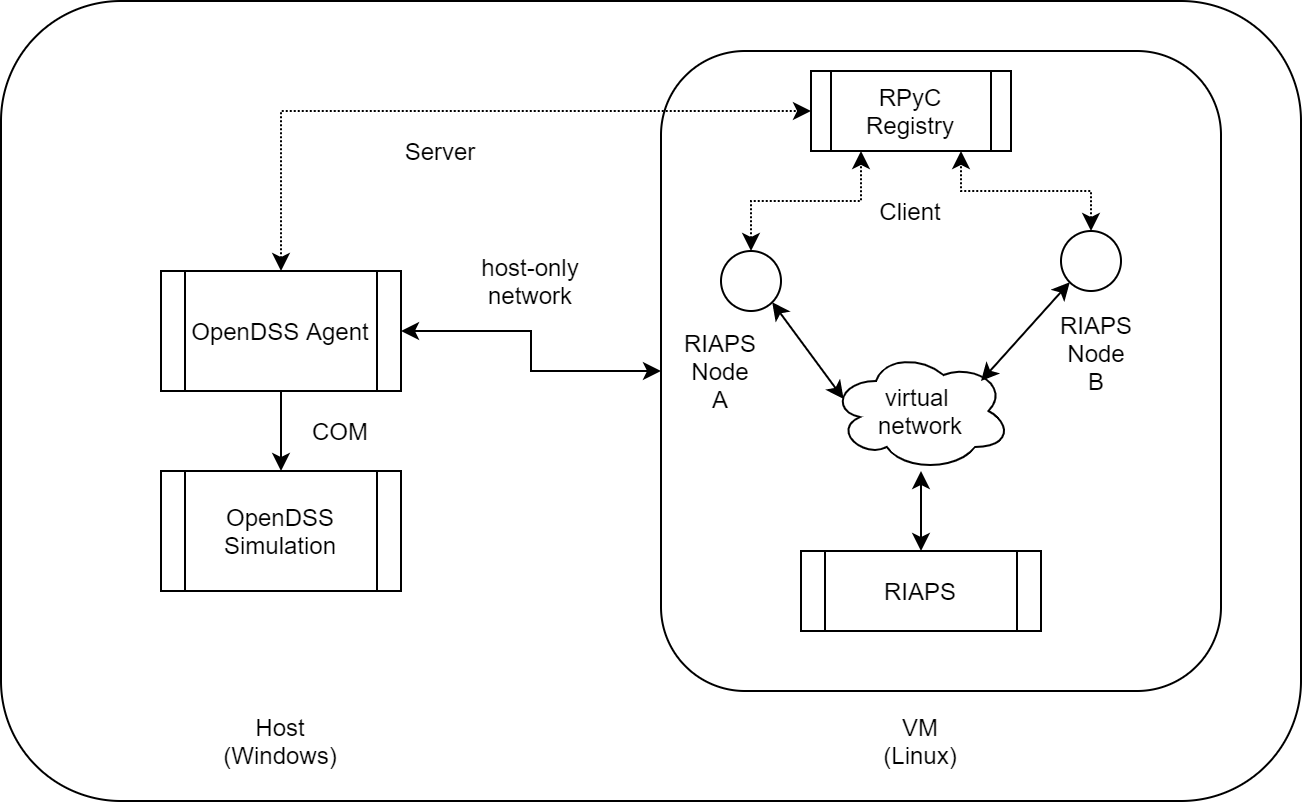 RPyC
Registry
Server
Client
host-only
network
OpenDSS Agent
RIAPS
Node
A
RIAPS
Node
B
virtual
network
COM
OpenDSS
Simulation
RIAPS
Host
(Windows)
VM
(Linux)